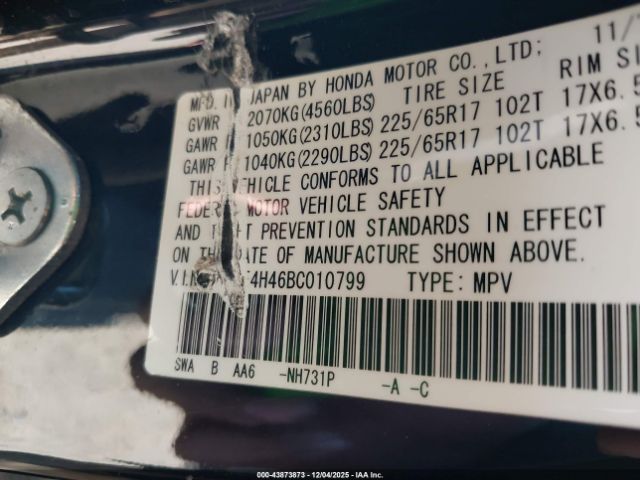 11/
MFD. I JAPAN BY HONDA MOTOR CO.,LTD;
GVWR 2070KG(4560LBS) TIRE SIZE RIM SI
GAWR 1050KG(2310LBS) 225/65R17 102T 17X6.5
GAWR 1040KG(2290LBS) 225/65R17 102T 17X6.5
THIS VEHICLE CONFORMS TO ALL APPLICABLE
FEDER MOTOR VEHICLE SAFETY
AND T EFT PREVENTION STANDARDS IN EFFECT
ON TH DATE OF MANUFACTURE SHOWN ABOVE.
V.I.N 4H46BC010799 TYPE: MPV
SWA B AA6 -NH731P -A -C
000-43873873 - 12/04/2025 - IAA Inc.